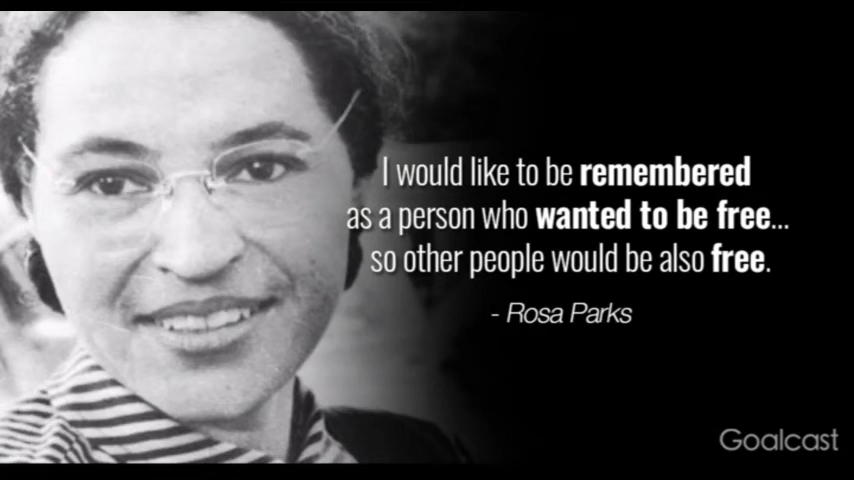 I would like to be remembered
as a person who wanted to be free...
so other people would be also free.
- Rosa Parks
Goalcast